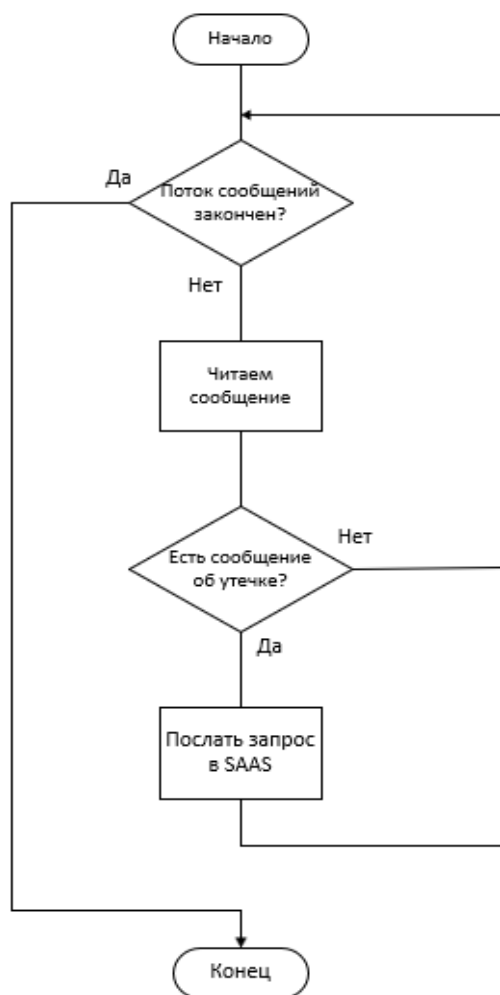 Начало
Да
Поток сообщений
закончен?
Нет
Читаем
сообщение
Нет
Есть сообщение
об утечке?
Да
Послать запрос
в SAAS
Конец